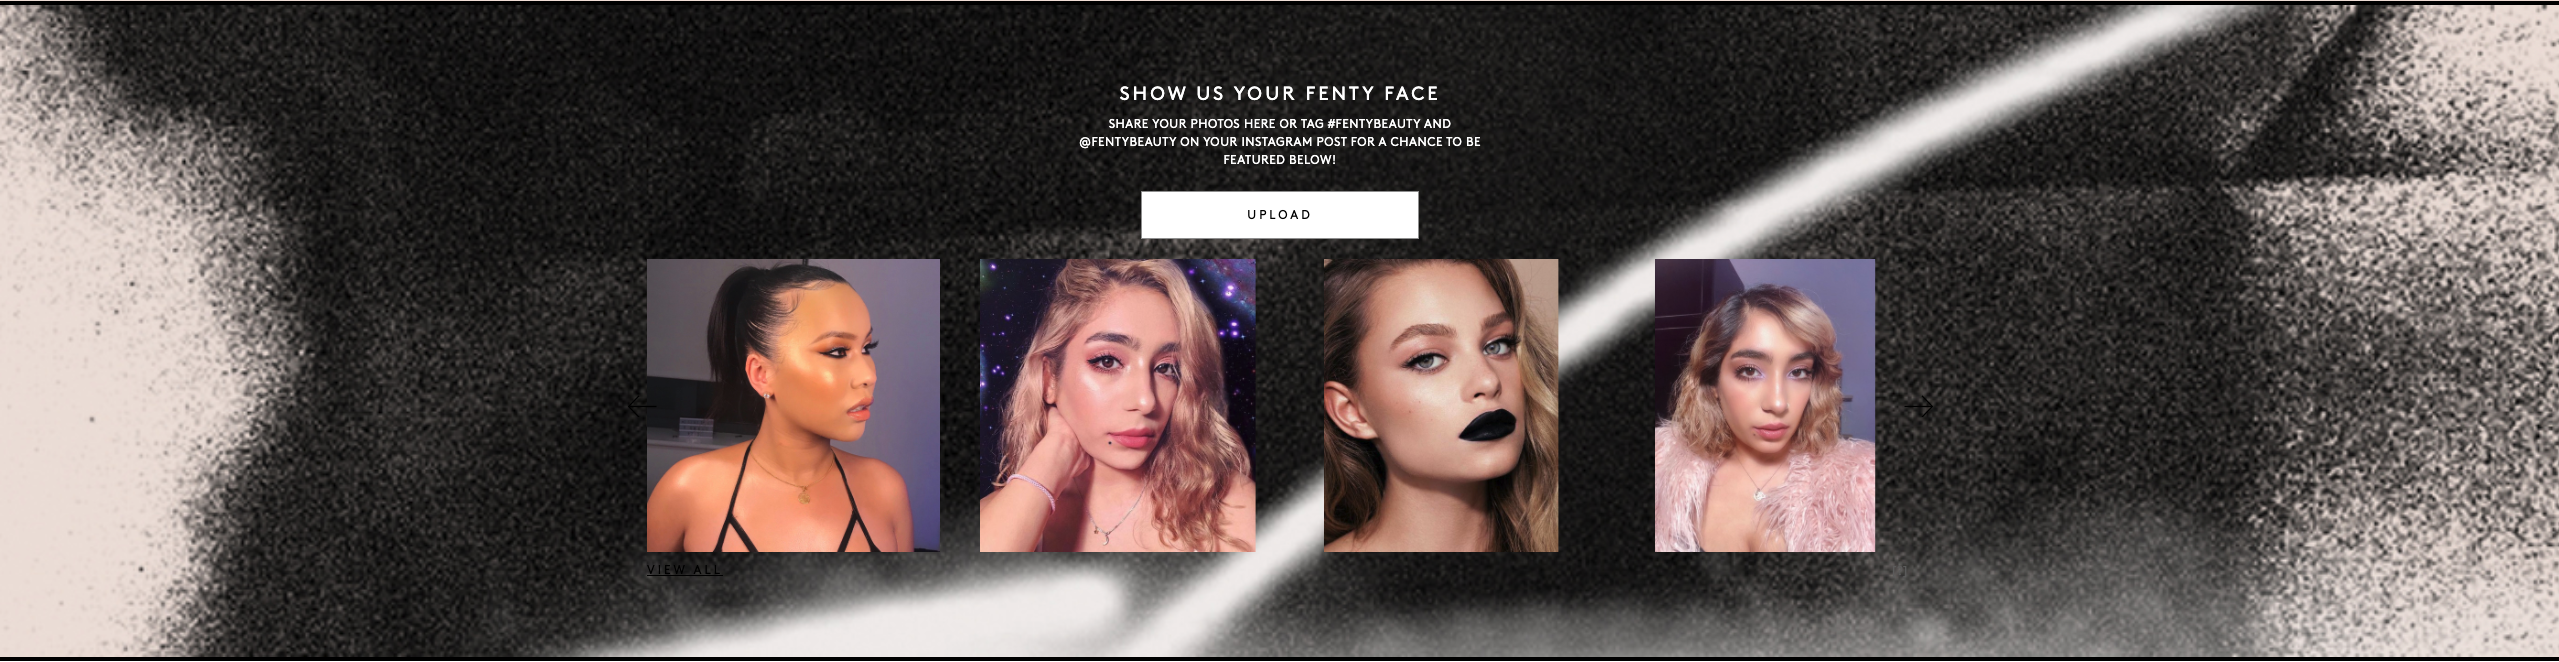 SHOW US YOUR FENTY FACE
SHARE YOUR PHOTOS HERE OR TAG #FENTYBEAUTY AND
@FENTYBEAUTY ON YOUR INSTAGRAM POST FOR A CHANCE TO BE
FEATURED BELOW!
UPLOAD
VIEW ALL